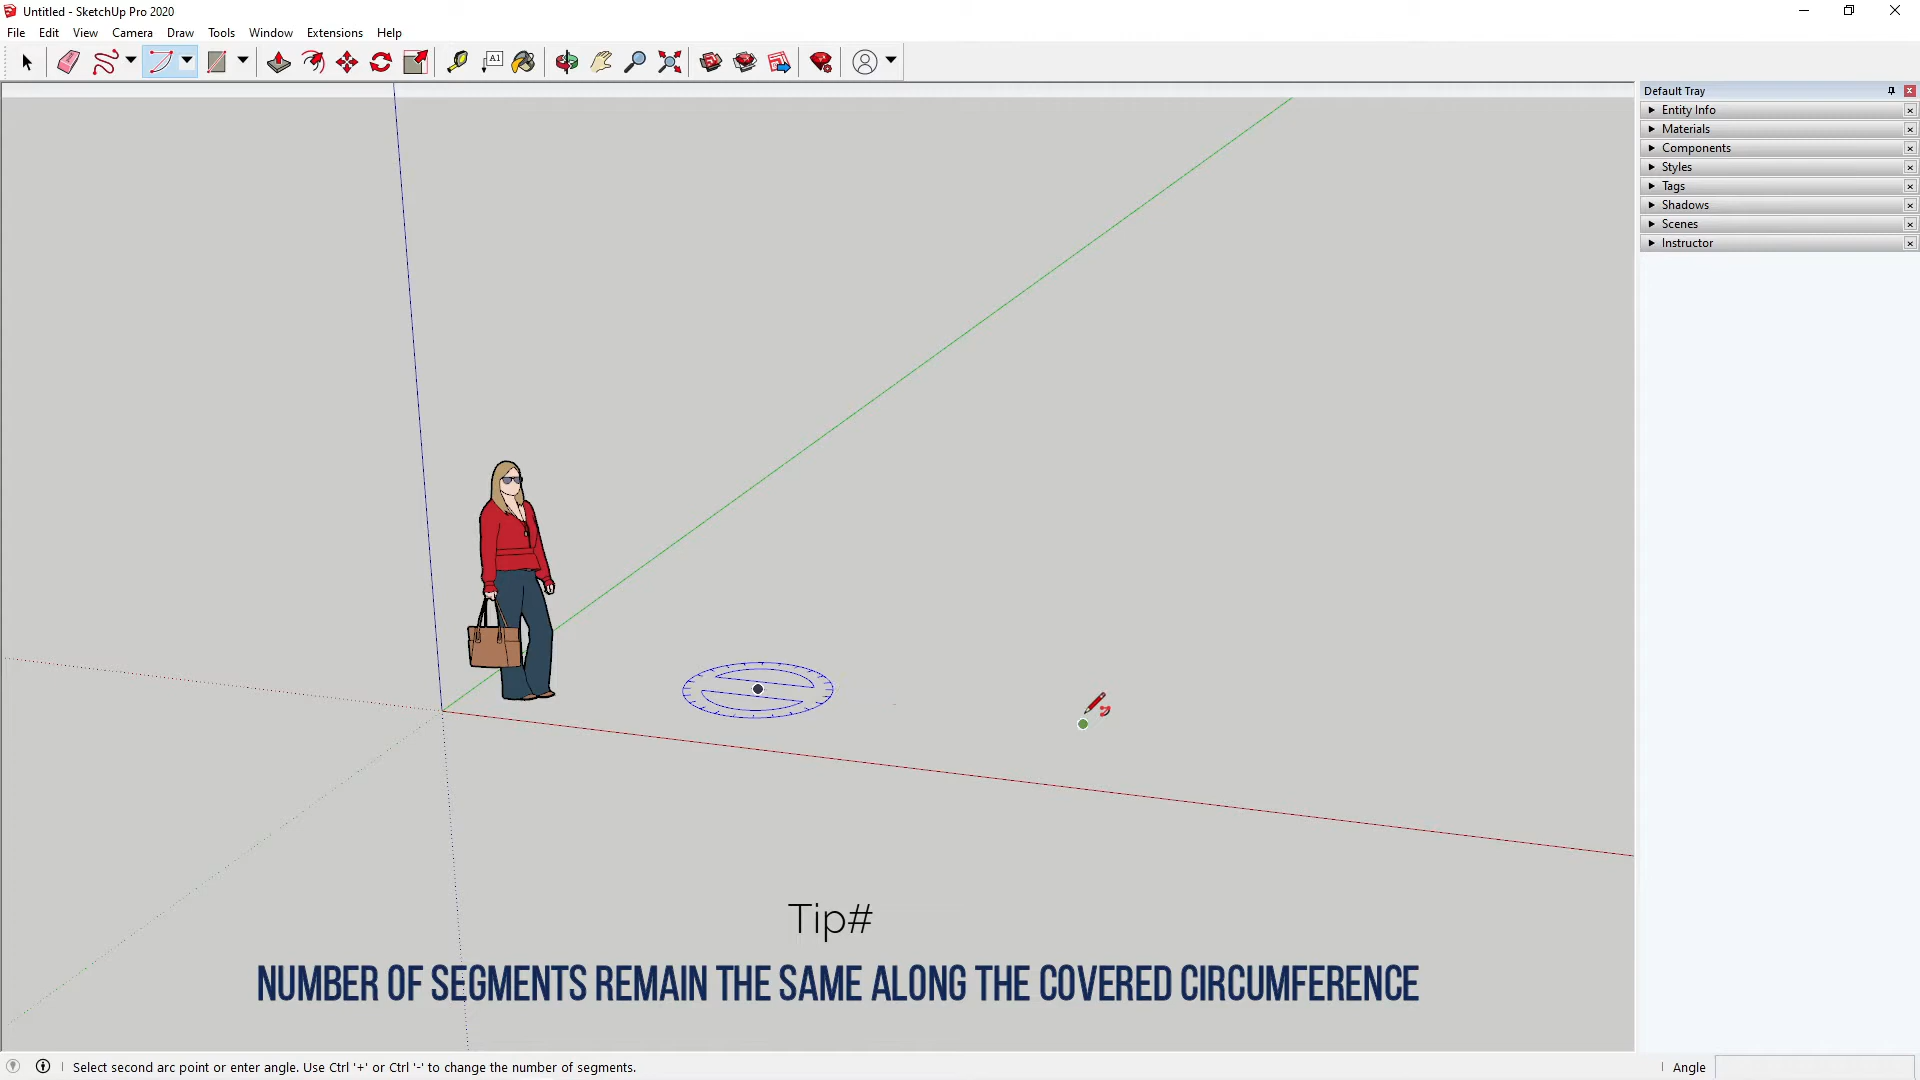 Untitled - SketchUp Pro 2020
File Edit View Camera Draw Tools Window Extensions Help
A1
Default Tray
Entity Info
Materials
Components
Styles
Tags
Shadows
Scenes
Instructor
Tip#
NUMBER OF SEGMENTS REMAIN THE SAME ALONG THE COVERED CIRCUMFERENCE
Select second arc point or enter angle. Use Ctrl '+' or Ctrl '-' to change the number of segments.
Angle